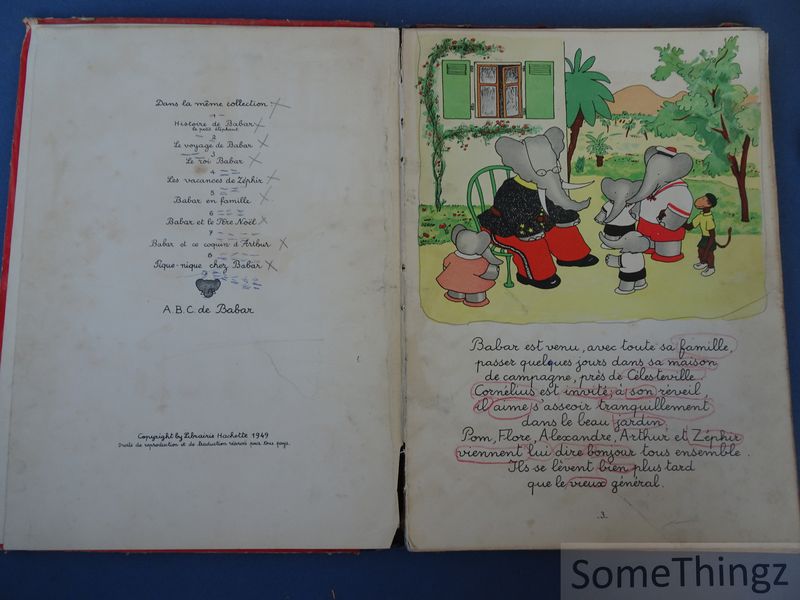 Dans la même collection :
1
Histoire de Babar
le petit éléphant
2
Le voyage de Babar
3
Le roi Babar
4
Les vacances de Zéphir
5
Babar en famille
6
Babar et le Père Noël
7
Babar et ce coquin d'Arthur
8
Pique-nique chez Babar
9
A.B.C. de Babar
Copyright by Librairie Hachette 1949
Droits de reproduction et de traduction réservés pour tous pays.
Babar est venu, avec toute sa famille,
passer quelques jours dans sa maison
de campagne, près de Célesteville.
Cornélius est invité; à son réveil,
il aime s'asseoir tranquillement
dans le beau jardin.
Pom, Flore, Alexandre, Arthur et Zéphir
viennent lui dire bonjour tous ensemble.
Ils se lèvent bien plus tard
que le vieux général.
.3.
SomeThingz